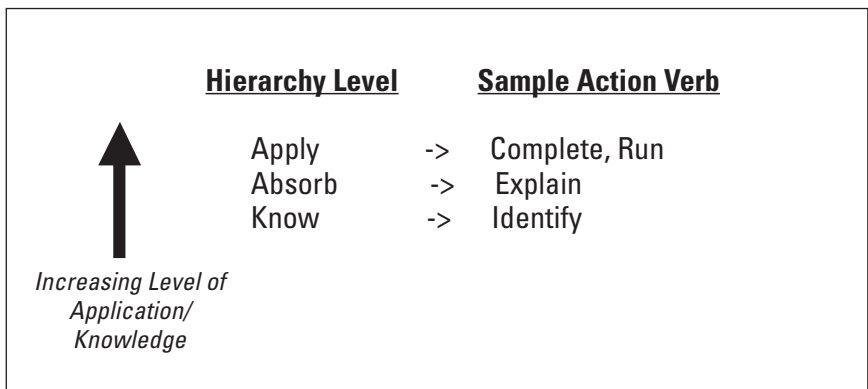 Hierarchy Level Sample Action Verb
Apply -> Complete, Run
Absorb -> Explain
Know -> Identify
Increasing Level of
Application/
Knowledge